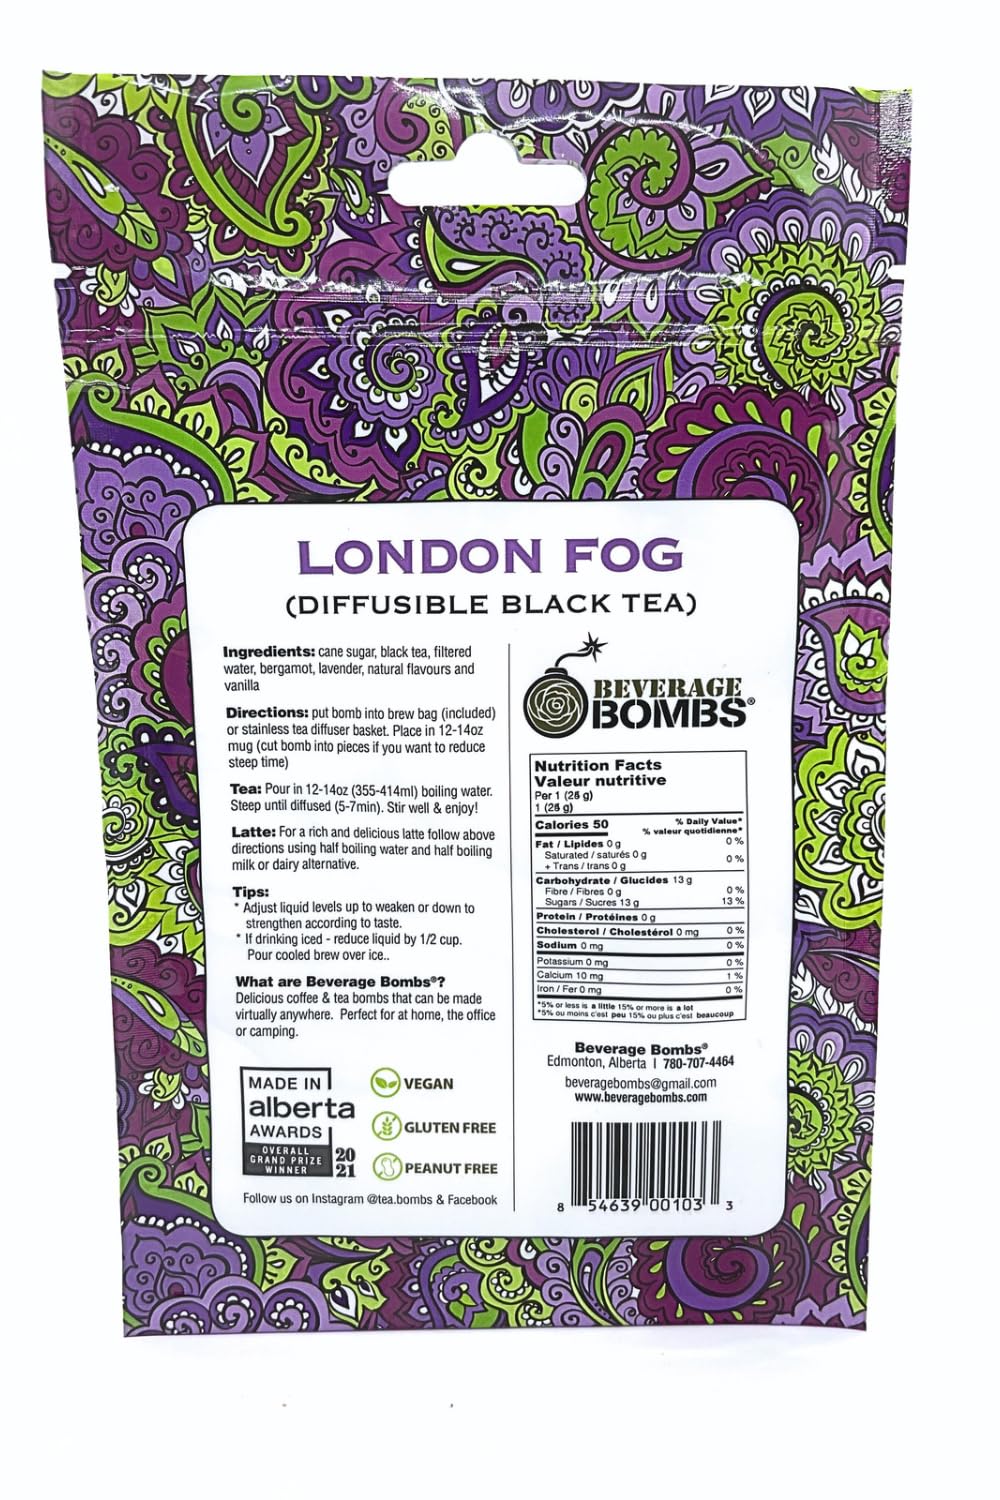 LONDON FOG
(DIFFUSIBLE BLACK TEA)
Ingredients: cane sugar, black tea, filtered
water, bergamot, lavender, natural flavours and
vanilla
Directions: put bomb into brew bag (included)
or stainless tea diffuser basket. Place in 12-14oz
mug (cut bomb into pieces if you want to reduce
steep time)
Tea: Pour in 12-14oz (355-414ml) boiling water.
Steep until diffused (5-7min). Stir well & enjoy!
Latte: For a rich and delicious latte follow above
directions using half boiling water and half boiling
milk or dairy alternative.
Tips:
* Adjust liquid levels up to weaken or down to
strengthen according to taste.
* If drinking iced - reduce liquid by 1/2 cup.
Pour cooled brew over ice..
What are Beverage Bombs®?
Delicious coffee & tea bombs that can be made
virtually anywhere. Perfect for at home, the office
or camping.
MADE IN
alberta
AWARDS
OVERALL
GRAND PRIZE
WINNER
20
21
VEGAN
GLUTEN FREE
PEANUT FREE
Follow us on Instagram @tea.bombs & Facebook
BEVERAGE
BOMBS®
Nutrition Facts
Valeur nutritive
Per 1 (26 g)
1 (26 g)
Calories 50
% Daily Value*
% valeur quotidienne*
Fat / Lipides 0 g 0 %
Saturated / saturés 0 g
+ Trans / trans 0 g 0 %
Carbohydrate / Glucides 13 g
Fibre / Fibres 0 g 0 %
Sugars / Sucres 13 g 13 %
Protein / Protéines 0 g
Cholesterol / Cholestérol 0 mg 0 %
Sodium 0 mg 0 %
Potassium 0 mg 0 %
Calcium 10 mg 1 %
Iron / Fer 0 mg 0 %
*5% or less is a little 15% or more is a lot
*5% ou moins c'est peu 15% ou plus c'est beaucoup
Beverage Bombs®
Edmonton, Alberta | 780-707-4464
beveragebombs@gmail.com
www.beveragebombs.com
8 54639 00103 3